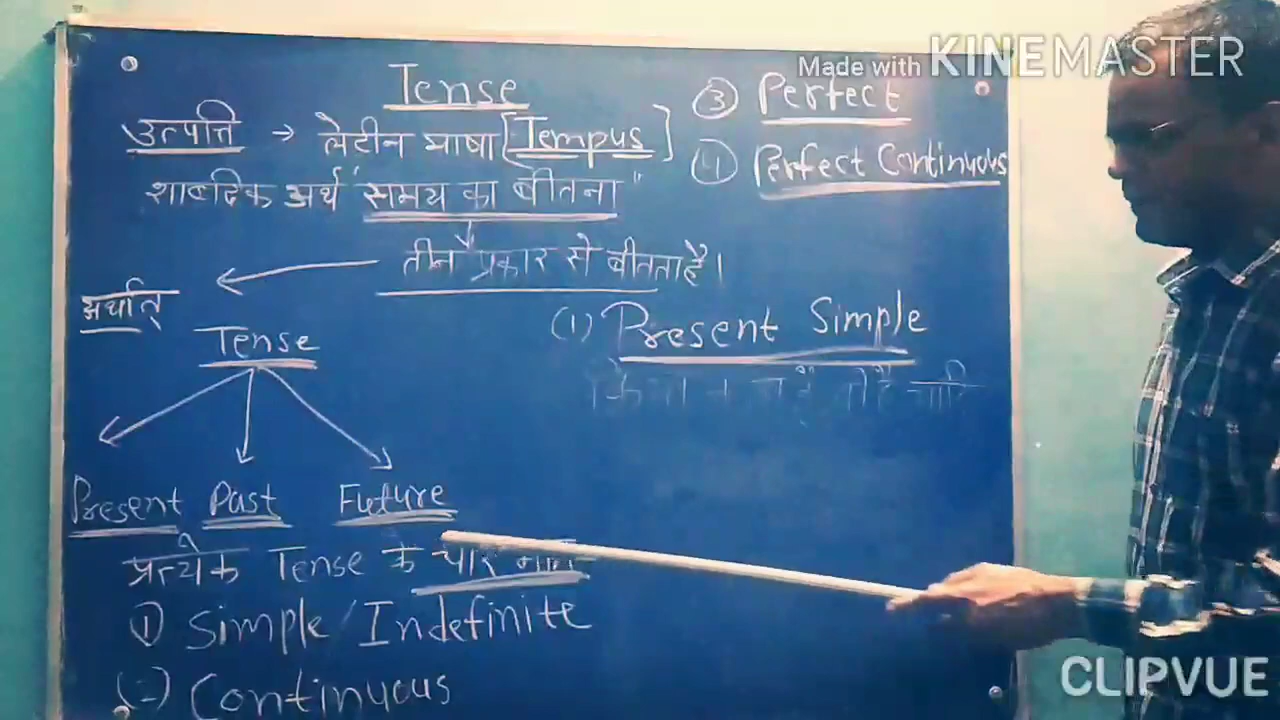 Tense
उत्पत्ति → लेटीन भाषा [Tempus]
शाबदिक अर्थ "समय का बीतना"
तीन प्रकार से बीतता है।
अर्थात्
Tense
Present Past Future
प्रत्येक Tense के चार
① Simple/Indefinite
(2) Continuous
③ Perfect
④ Perfect Continuous
(1) Present Simple
Made with KINEMASTER
CLIPVUE